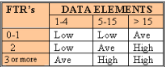 FTR's DATA ELEMENTS
1-4 5-15 > 15
0-1 Low Low Ave
2 Low Ave High
3 or more Ave High High